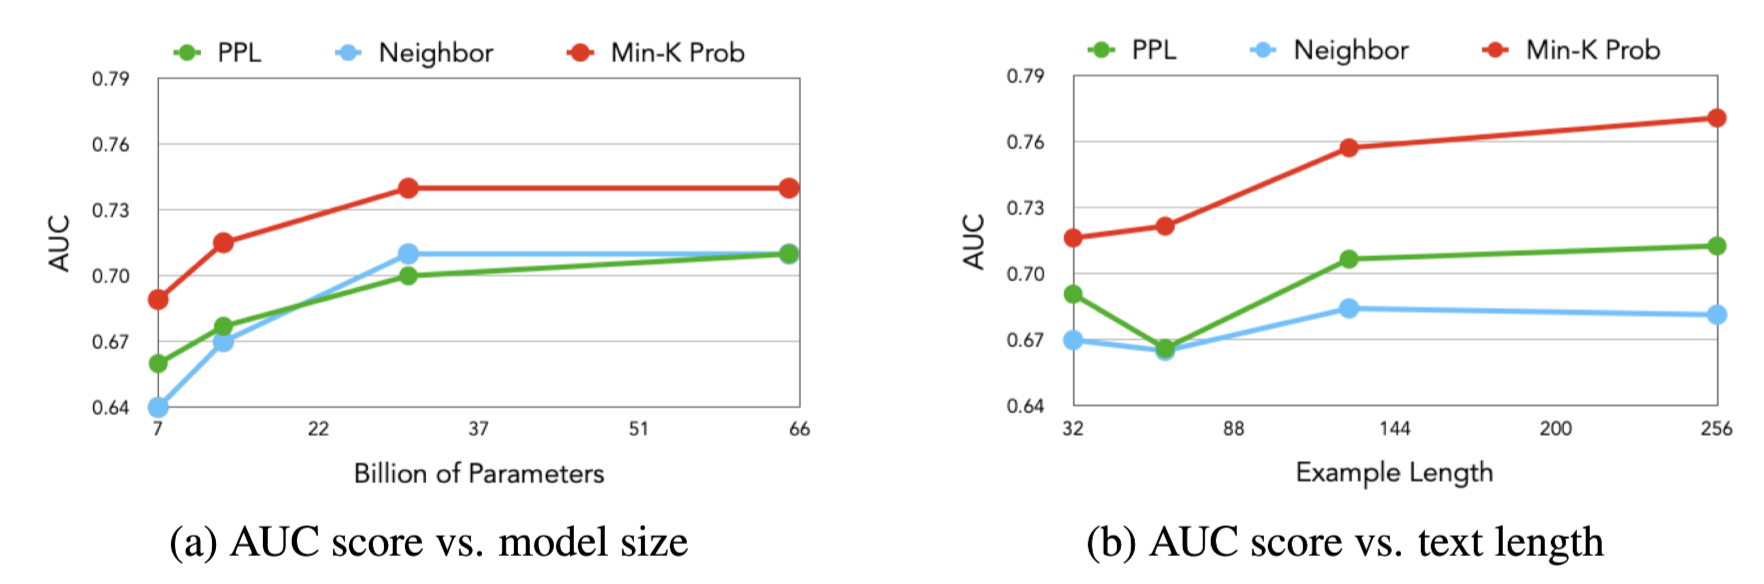 PPL Neighbor Min-K Prob
0.79
0.76
0.73
0.70
0.67
0.64
AUC
7 22 37 51 66
Billion of Parameters
(a) AUC score vs. model size
PPL Neighbor Min-K Prob
0.79
0.76
0.73
0.70
0.67
0.64
AUC
32 88 144 200 256
Example Length
(b) AUC score vs. text length